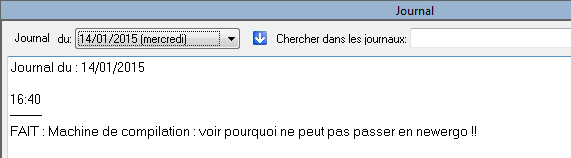 Journal
Journal du: 14/01/2015 (mercredi) Chercher dans les journaux:
Journal du : 14/01/2015
16:40
FAIT : Machine de compilation : voir pourquoi ne peut pas passer en newergo !!